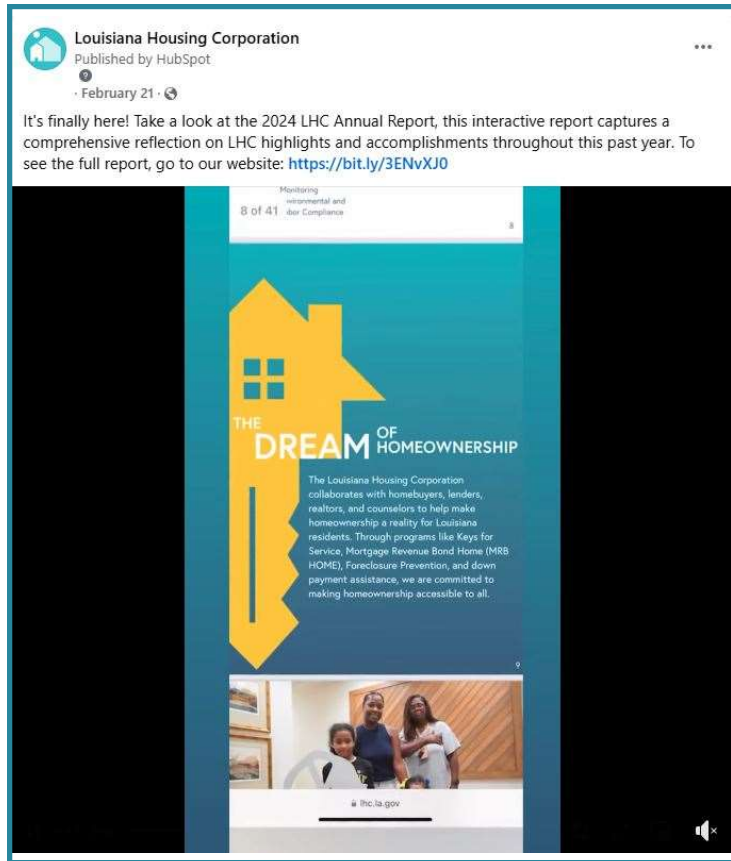 Louisiana Housing Corporation
Published by HubSpot
· February 21 ·
It's finally here! Take a look at the 2024 LHC Annual Report, this interactive report captures a
comprehensive reflection on LHC highlights and accomplishments throughout this past year. To
see the full report, go to our website: https://bit.ly/3ENvXJ0
Monitoring
8 of 41
Compliance
8
THE
DREAM OF
HOMEOWNERSHIP
The Louisiana Housing Corporation
collaborates with homebuyers, lenders,
realtors, and counselors to help make
homeownership a reality for Louisiana
residents. Through programs like Keys for
Service, Mortgage Revenue Bond Home (MRB
HOME), Foreclosure Prevention, and down
payment assistance, we are committed to
making homeownership accessible to all.
9
lhc.la.gov